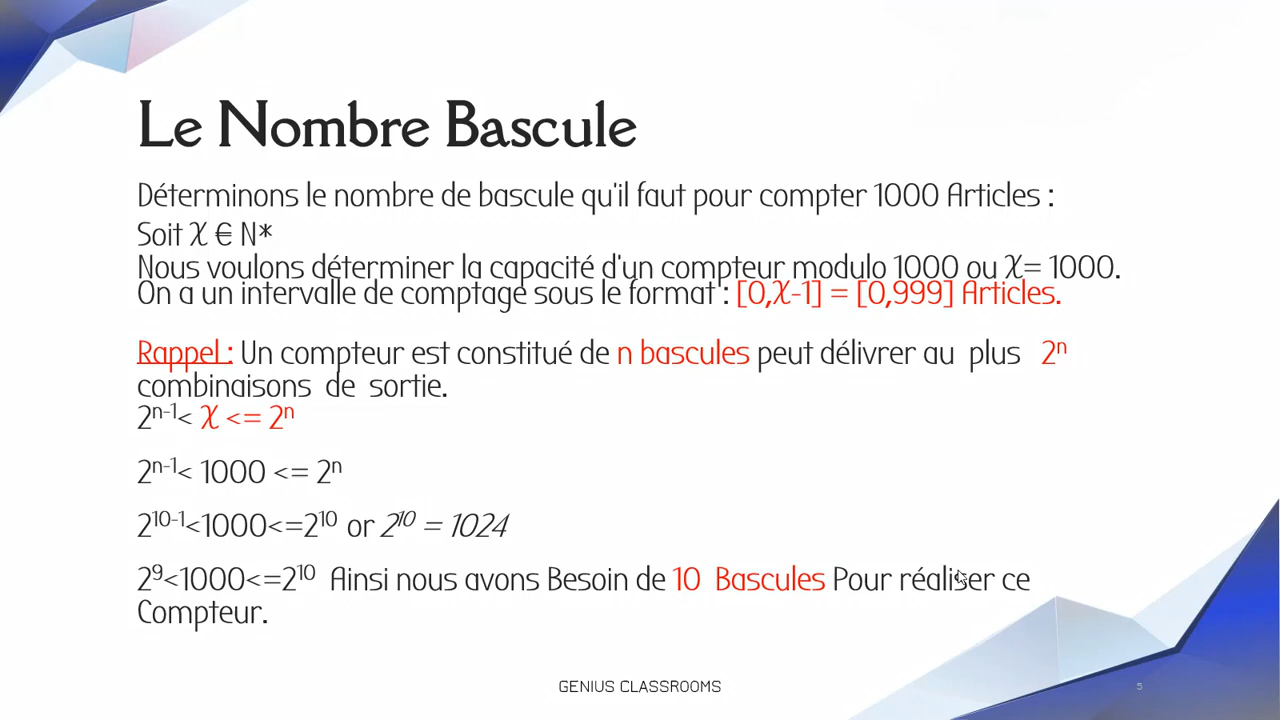 Le Nombre Bascule
Déterminons le nombre de bascule qu'il faut pour compter 1000 Articles :
Soit X € N*
Nous voulons déterminer la capacité d'un compteur modulo 1000 ou X= 1000.
On a un intervalle de comptage sous le format : [0,X-1] = [0,999] Articles.
Rappel : Un compteur est constitué de n bascules peut délivrer au plus 2ⁿ
combinaisons de sortie.
2ⁿ⁻¹< X <= 2ⁿ
2ⁿ⁻¹< 1000 <= 2ⁿ
2¹⁰⁻¹<1000<=2¹⁰ or 2¹⁰ = 1024
2⁹<1000<=2¹⁰ Ainsi nous avons Besoin de 10 Bascules Pour réaliser ce
Compteur.
GENIUS CLASSROOMS
5